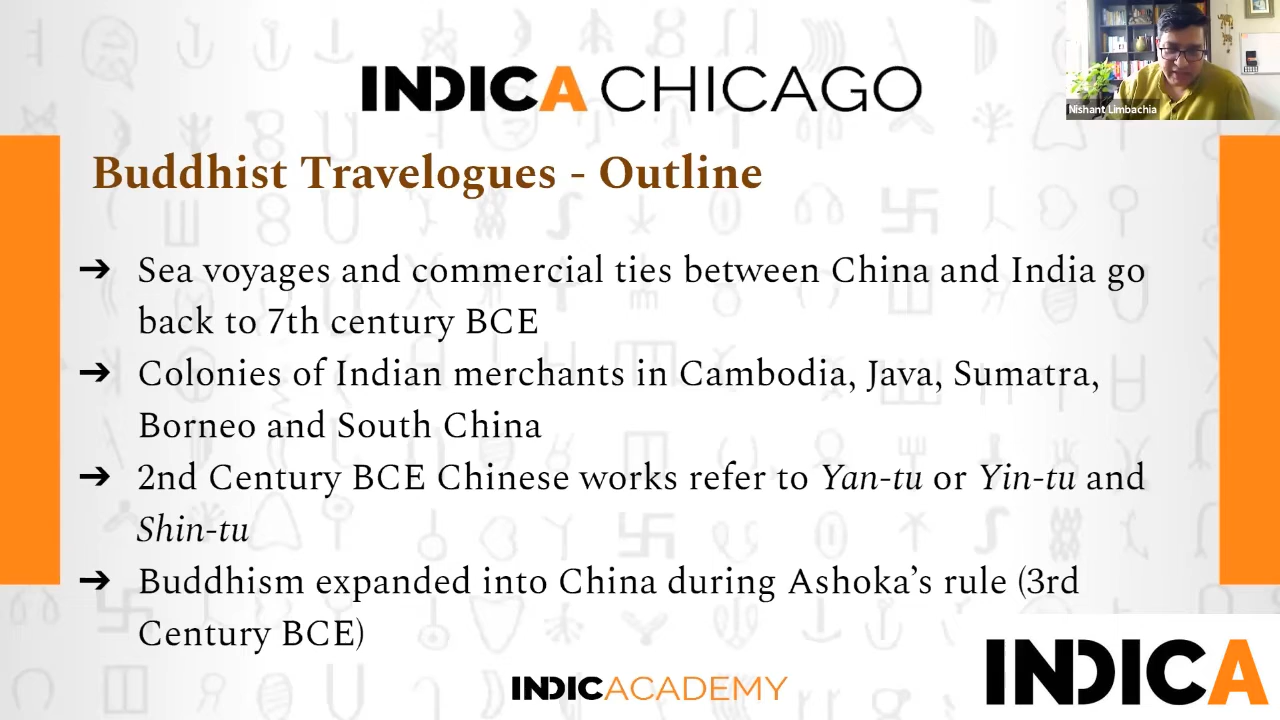 INDICA CHICAGO
Nishant Limbachia
Buddhist Travelogues - Outline
➔ Sea voyages and commercial ties between China and India go
back to 7th century BCE
➔ Colonies of Indian merchants in Cambodia, Java, Sumatra,
Borneo and South China
➔ 2nd Century BCE Chinese works refer to Yan-tu or Yin-tu and
Shin-tu
➔ Buddhism expanded into China during Ashoka’s rule (3rd
Century BCE)
INDICACADEMY
INDICA